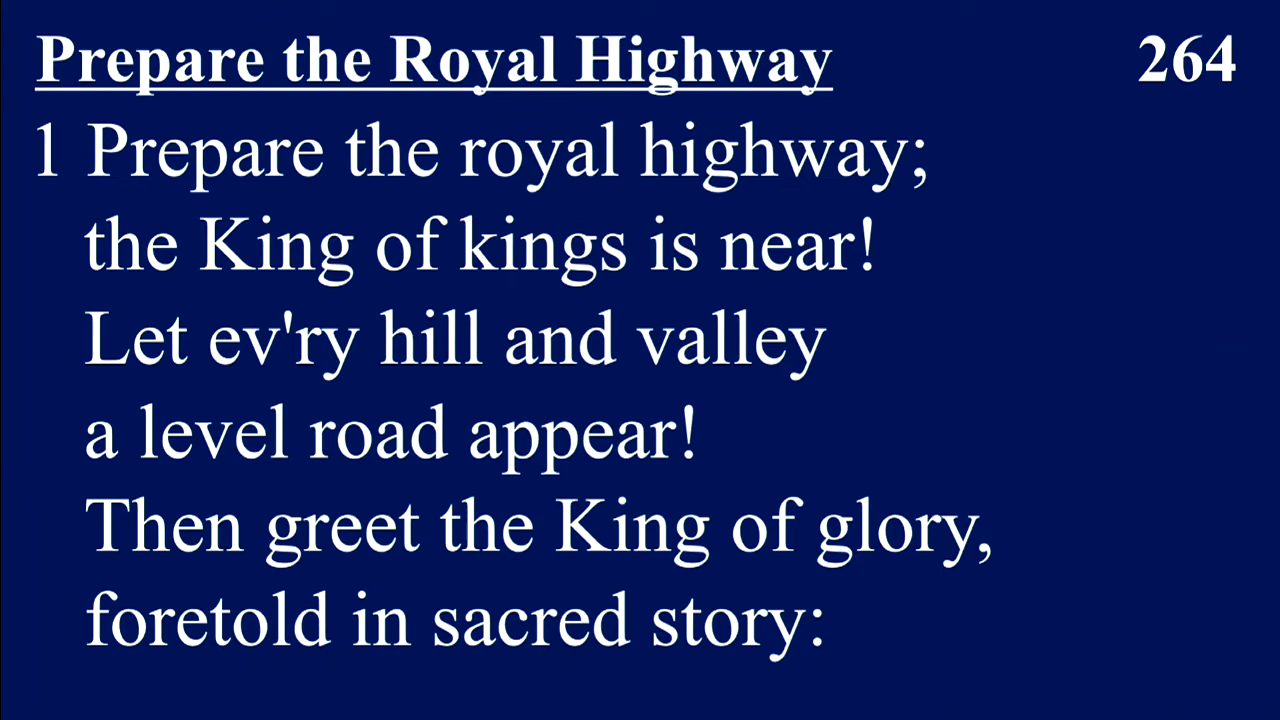 Prepare the Royal Highway 264
1 Prepare the royal highway;
the King of kings is near!
Let ev'ry hill and valley
a level road appear!
Then greet the King of glory,
foretold in sacred story: